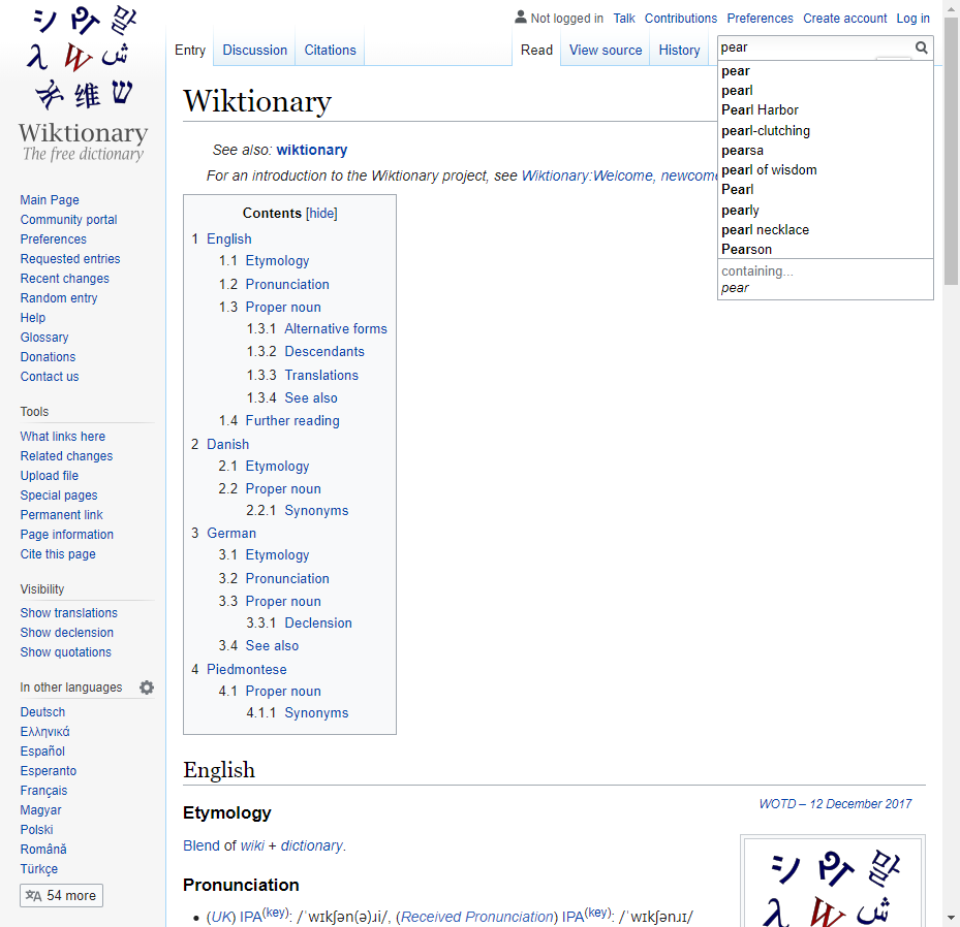 Not logged in Talk Contributions Preferences Create account Log in
Entry Discussion Citations Read View source History pear
シ 말
λ W ش
维 ש
Wiktionary
The free dictionary
Main Page
Community portal
Preferences
Requested entries
Recent changes
Random entry
Help
Glossary
Donations
Contact us
Tools
What links here
Related changes
Upload file
Special pages
Permanent link
Page information
Cite this page
Visibility
Show translations
Show declension
Show quotations
In other languages
Deutsch
Ελληνικά
Español
Esperanto
Français
Magyar
Polski
Română
Türkçe
54 more
pear
pearl
Pearl Harbor
pearl-clutching
pearsa
pearl of wisdom
Pearl
pearly
pearl necklace
Pearson
containing...
pear
Wiktionary
See also: wiktionary
For an introduction to the Wiktionary project, see Wiktionary:Welcome, newcome
Contents [hide]
1 English
1.1 Etymology
1.2 Pronunciation
1.3 Proper noun
1.3.1 Alternative forms
1.3.2 Descendants
1.3.3 Translations
1.3.4 See also
1.4 Further reading
2 Danish
2.1 Etymology
2.2 Proper noun
2.2.1 Synonyms
3 German
3.1 Etymology
3.2 Pronunciation
3.3 Proper noun
3.3.1 Declension
3.4 See also
4 Piedmontese
4.1 Proper noun
4.1.1 Synonyms
English
WOTD – 12 December 2017
Etymology
Blend of wiki + dictionary.
Pronunciation
• (UK) IPA(key): /ˈwɪkʃən(ə)ɹi/, (Received Pronunciation) IPA(key): /ˈwɪkʃənɹɪ/
シ 말
λ W ش